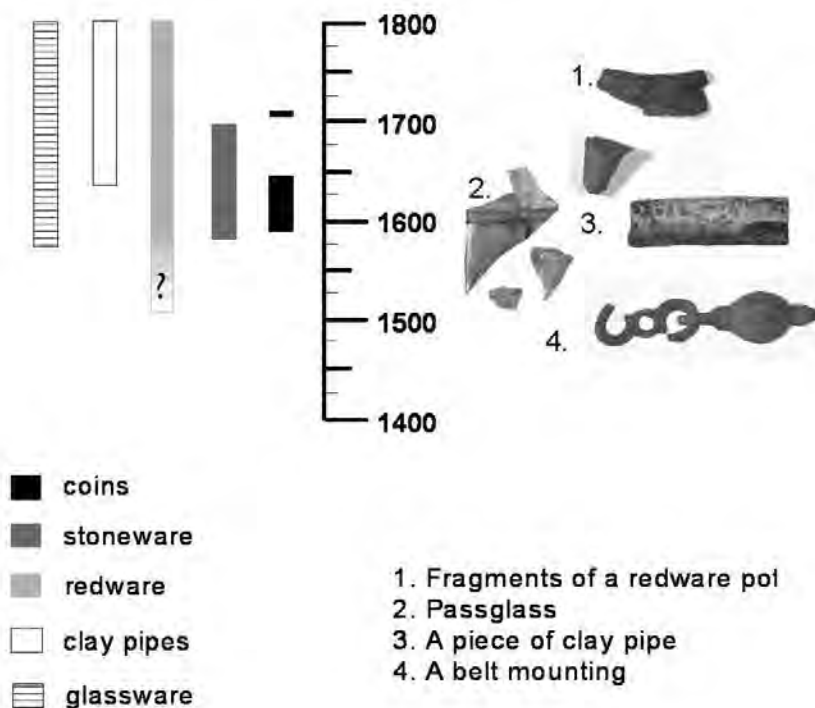 1800
1700
1600
1500
1400
?
1.
2.
3.
4.
coins
stoneware
redware
clay pipes
glassware
1. Fragments of a redware pot
2. Passglass
3. A piece of clay pipe
4. A belt mounting